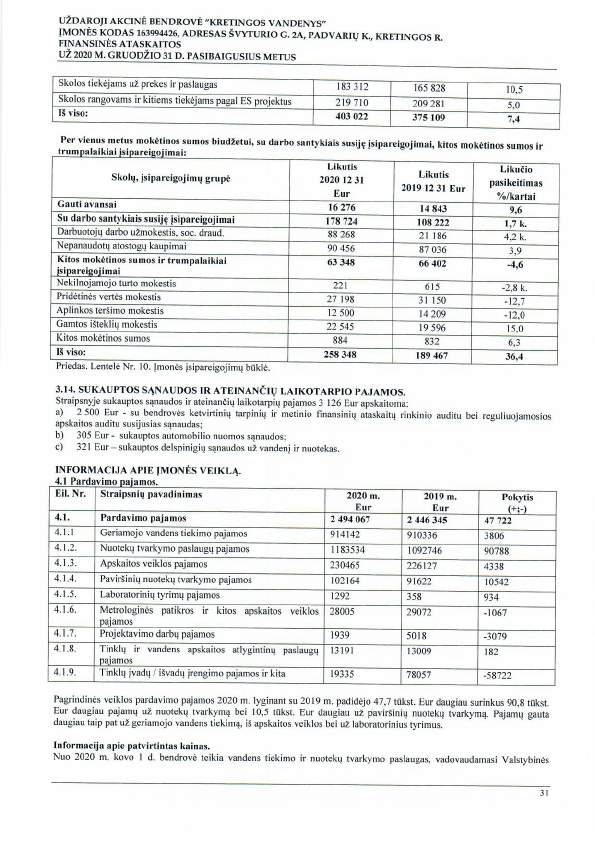 UŽDAROJI AKCINĖ BENDROVĖ "KRETINGOS VANDENYS"
ĮMONĖS KODAS 163994426, ADRESAS ŠVYTURIO G. 2A, PADVARIŲ K., KRETINGOS R.
FINANSINĖS ATASKAITOS
UŽ 2020 M. GRUODŽIO 31 D. PASIBAIGUSIUS METUS
Skolos tiekėjams už prekes ir paslaugas 183 312 165 828 10,5
Skolos rangovams ir kitiems tiekėjams pagal ES projektus 219 710 209 281 5,0
Iš viso: 403 022 375 109 7,4
Per vienus metus mokėtinos sumos biudžetui, su darbo santykiais susiję įsipareigojimai, kitos mokėtinos sumos ir
trumpalaikiai įsipareigojimai:
Skolų, įsipareigojimų grupė Likutis 2020 12 31 Eur Likutis 2019 12 31 Eur Likučio pasikeitimas %/kartai
Gauti avansai 16 276 14 843 9,6
Su darbo santykiais susiję įsipareigojimai 178 724 108 222 1,7 k.
Darbuotojų darbo užmokestis, soc. draud. 88 268 21 186 4,2 k.
Nepanaudotų atostogų kaupimai 90 456 87 036 3,9
Kitos mokėtinos sumos ir trumpalaikiai
įsipareigojimai 63 348 66 402 -4,6
Nekilnojamojo turto mokestis 221 615 -2,8 k.
Pridėtinės vertės mokestis 27 198 31 150 -12,7
Aplinkos teršimo mokestis 12 500 14 209 -12,0
Gamtos išteklių mokestis 22 545 19 596 15,0
Kitos mokėtinos sumos 884 832 6,3
Iš viso: 258 348 189 467 36,4
Priedas. Lentelė Nr. 10. Įmonės įsipareigojimų būklė.
3.14. SUKAUPTOS SĄNAUDOS IR ATEINANČIŲ LAIKOTARPIO PAJAMOS.
Straipsnyje sukauptos sąnaudos ir ateinančių laikotarpių pajamos 3 126 Eur apskaitoma:
a) 2 500 Eur - su bendrovės ketvirtinių tarpinių ir metinio finansinių ataskaitų rinkinio auditu bei reguliuojamosios
apskaitos auditu susijusias sąnaudas;
b) 305 Eur - sukauptos automobilio nuomos sąnaudos;
c) 321 Eur – sukauptos delspinigių sąnaudos už vandenį ir nuotekas.
INFORMACIJA APIE ĮMONĖS VEIKLĄ.
4.1 Pardavimo pajamos.
Eil. Nr. Straipsnių pavadinimas 2020 m. Eur 2019 m. Eur Pokytis (+;-)
4.1. Pardavimo pajamos 2 494 067 2 446 345 47 722
4.1.1 Geriamojo vandens tiekimo pajamos 914142 910336 3806
4.1.2. Nuotekų tvarkymo paslaugų pajamos 1183534 1092746 90788
4.1.3. Apskaitos veiklos pajamos 230465 226127 4338
4.1.4. Paviršinių nuotekų tvarkymo pajamos 102164 91622 10542
4.1.5. Laboratorinių tyrimų pajamos 1292 358 934
4.1.6. Metrologinės patikros ir kitos apskaitos veiklos
pajamos 28005 29072 -1067
4.1.7. Projektavimo darbų pajamos 1939 5018 -3079
4.1.8. Tinklų ir vandens apskaitos atlygintinų paslaugų
pajamos 13191 13009 182
4.1.9. Tinklų įvadų / išvadų įrengimo pajamos ir kita 19335 78057 -58722
Pagrindinės veiklos pardavimo pajamos 2020 m. lyginant su 2019 m. padidėjo 47,7 tūkst. Eur daugiau surinkus 90,8 tūkst.
Eur daugiau pajamų už nuotekų tvarkymą bei 10,5 tūkst. Eur daugiau už paviršinių nuotekų tvarkymą. Pajamų gauta
daugiau taip pat už geriamojo vandens tiekimą, iš apskaitos veiklos bei už laboratorinius tyrimus.
Informacija apie patvirtintas kainas.
Nuo 2020 m. kovo 1 d. bendrovė teikia vandens tiekimo ir nuotekų tvarkymo paslaugas, vadovaudamasi Valstybinės
31